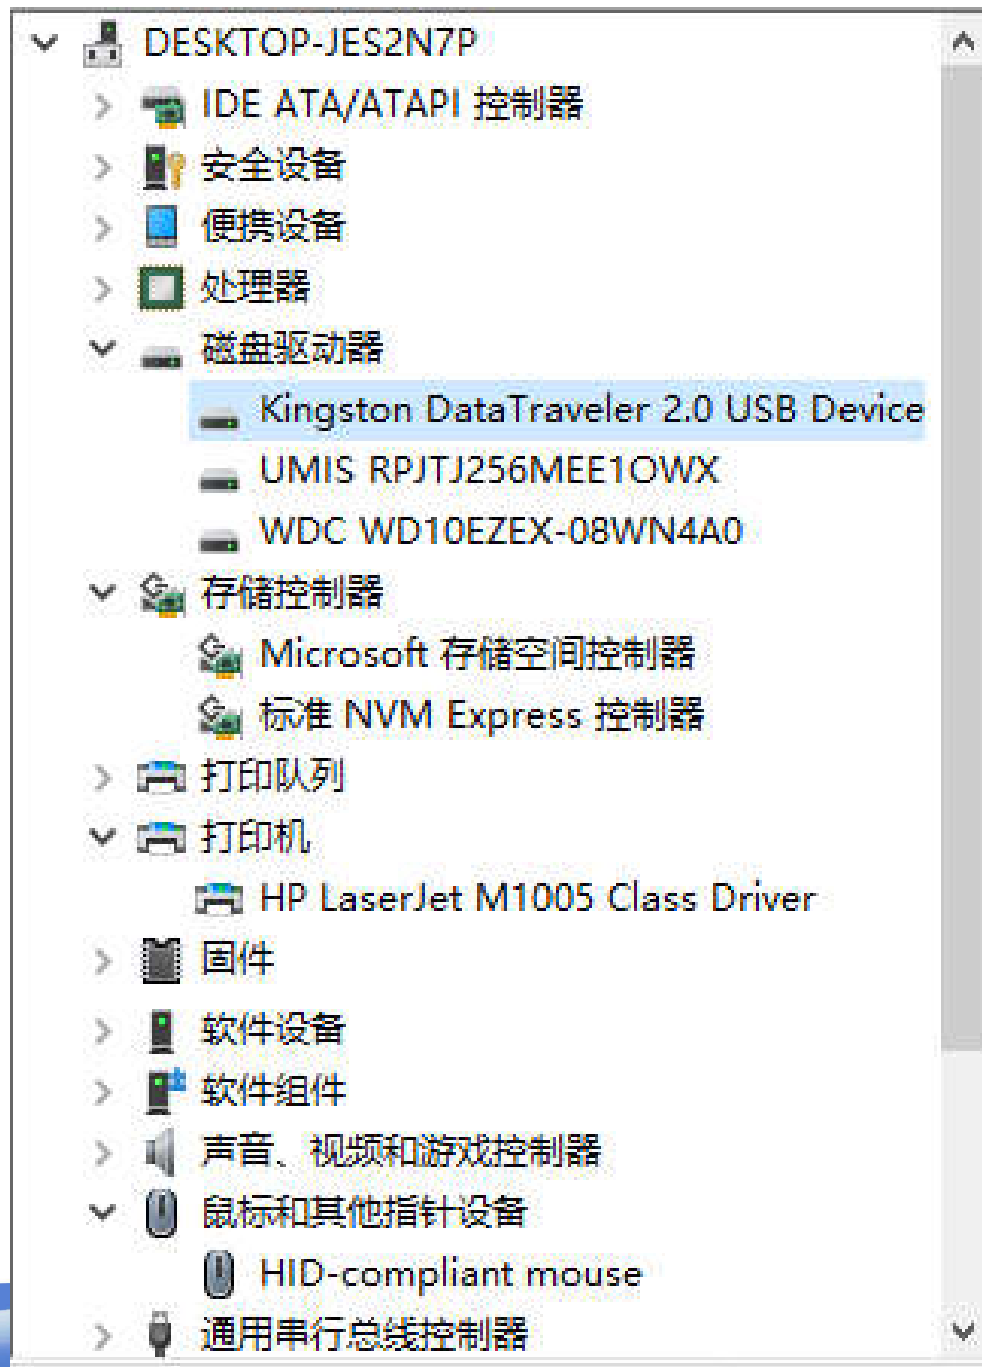 DESKTOP-JES2N7P
IDE ATA/ATAPI 控制器
安全设备
便携设备
处理器
磁盘驱动器
Kingston DataTraveler 2.0 USB Device
UMIS RPJTJ256MEE1OWX
WDC WD10EZEX-08WN4A0
存储控制器
Microsoft 存储空间控制器
标准 NVM Express 控制器
打印队列
打印机
HP LaserJet M1005 Class Driver
固件
软件设备
软件组件
声音、视频和游戏控制器
鼠标和其他指针设备
HID-compliant mouse
通用串行总线控制器